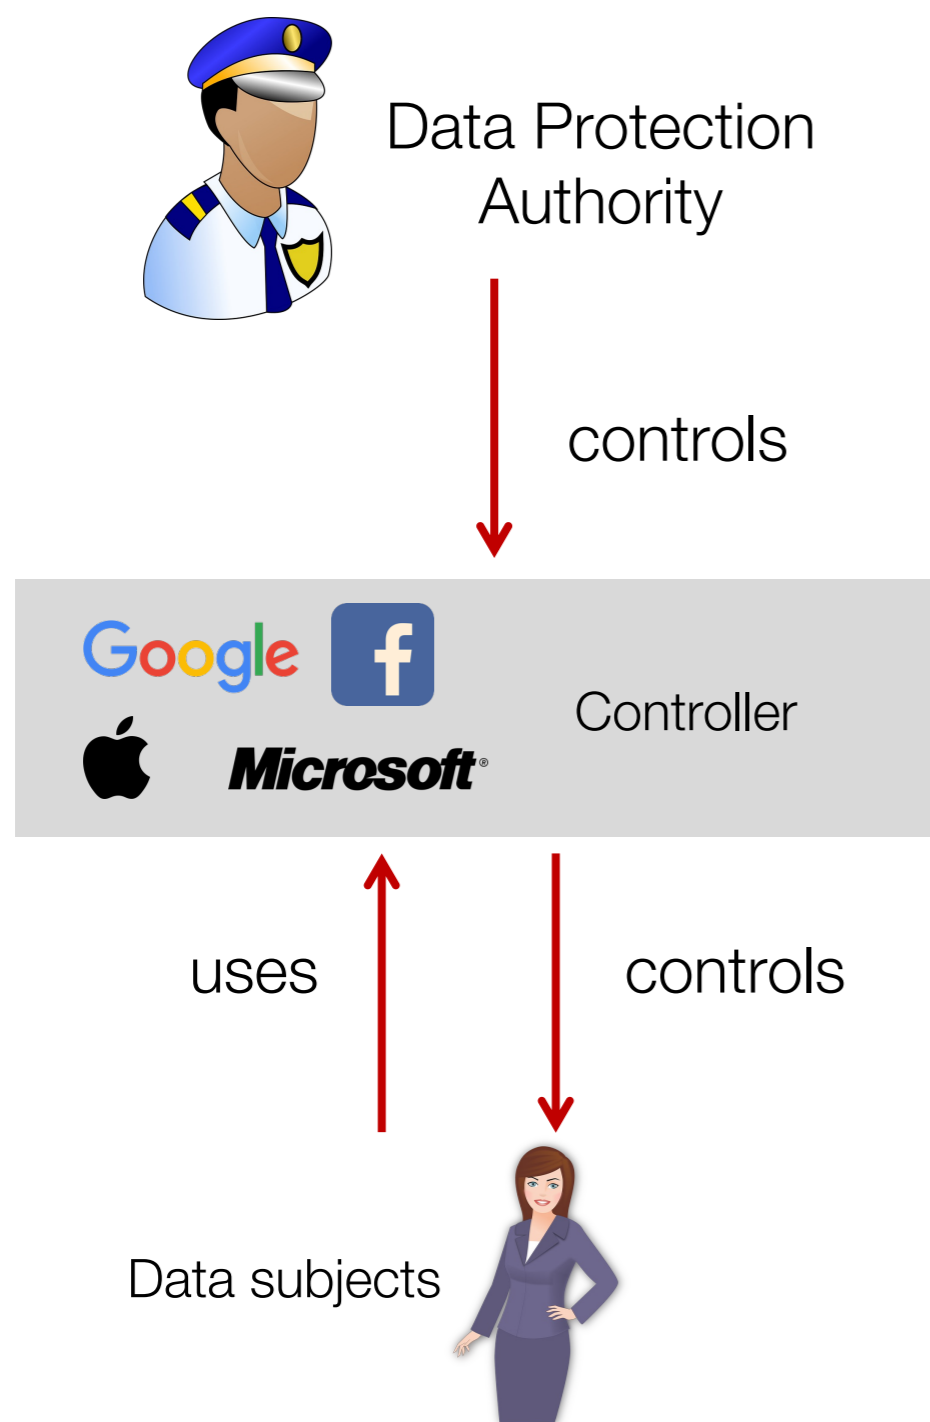 Data Protection
Authority
controls
Google f
Controller
Microsoft®
uses controls
Data subjects